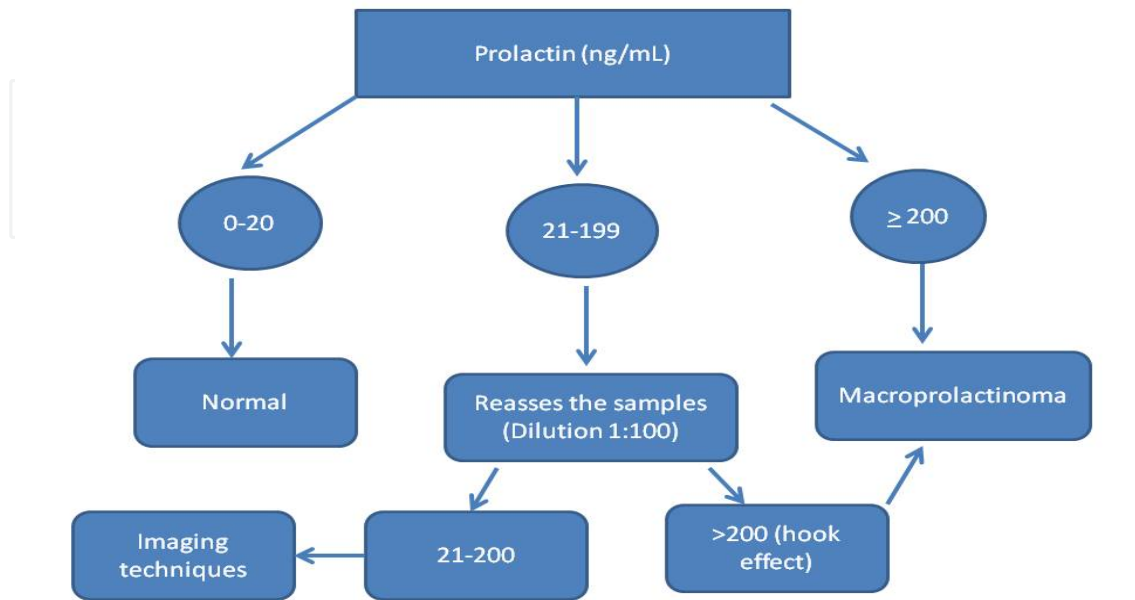 Prolactin (ng/mL)
0-20
21-199
≥ 200
Normal
Reasses the samples
(Dilution 1:100)
Macroprolactinoma
Imaging
techniques
21-200
>200 (hook
effect)